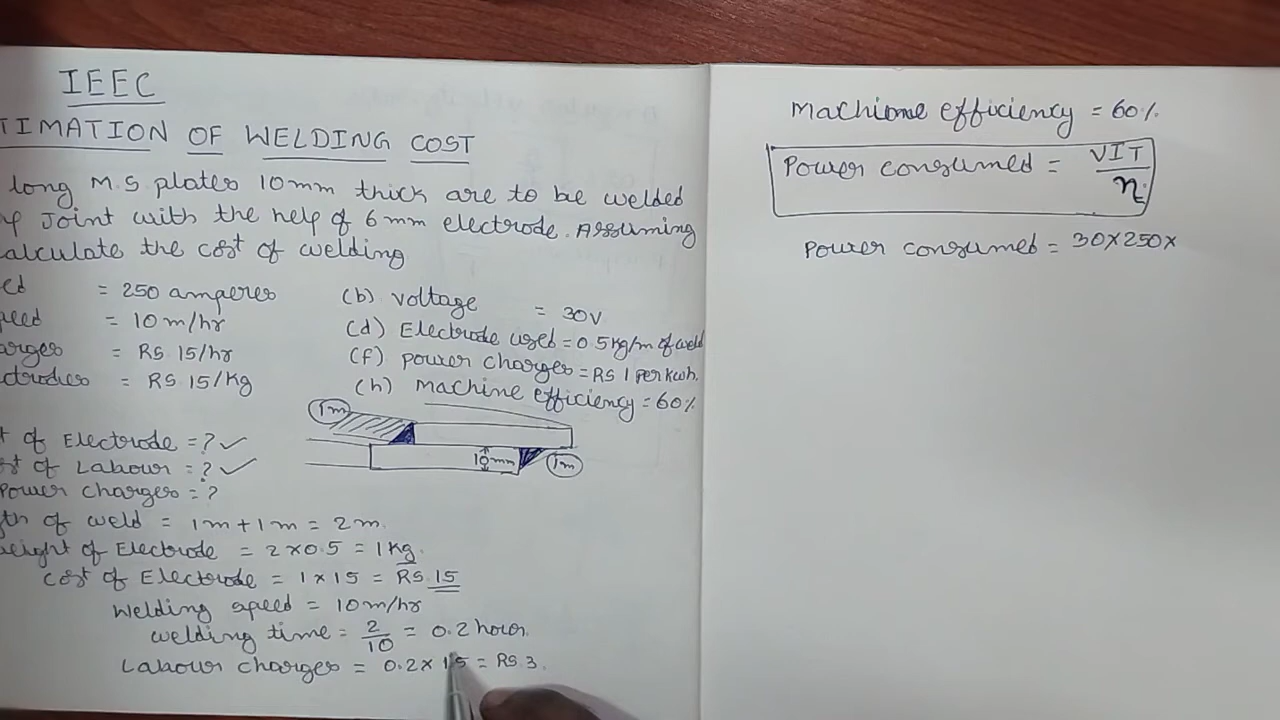 IEEC
TIMATION OF WELDING COST
long M.S. plates 10mm thick are to be welded
Joint with the help of 6mm electrode. Assuming
alculate the cost of welding
= 250 amperes (b) Voltage = 30V
= 10m/hr (d) Electrode used = 0.5kg/m of weld
= RS 15/hr (f) power charges = RS 1 per kwh.
= RS. 15/kg (h) machine efficiency = 60%
1m
10mm
1m
of Electrode = ? ✓
of Labour = ? ✓
Power charges = ?
of weld = 1m + 1m = 2m.
eight of Electrode = 2 × 0.5 = 1kg.
Cost of Electrode = 1 × 15 = RS. 15
Welding speed = 10m/hr
Welding time = 2/10 = 0.2 hour.
Labour charges = 0.2 × 15 = RS. 3.
efficiency = 60%
Power consumed = VIT/η
Power consumed = 30×250×